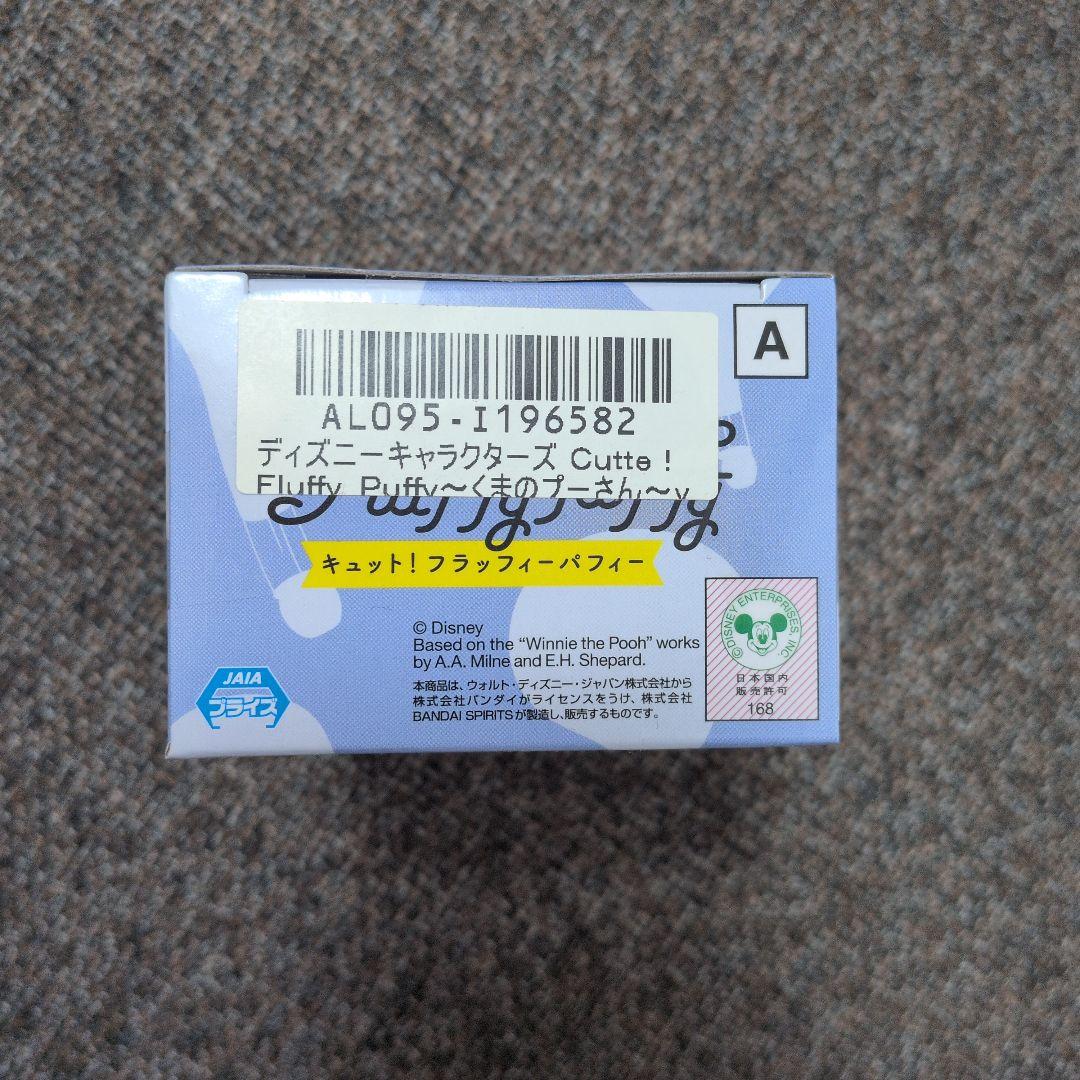 A
AL095-I196582
ディズニーキャラクターズ Cutte!
Fluffy Puffy～くまのプーさん～y
Fluffy Puffy
キュット!フラッフィーパフィー
© Disney
Based on the “Winnie the Pooh” works
by A.A. Milne and E.H. Shepard.
本商品は、ウォルト・ディズニー・ジャパン株式会社から
株式会社バンダイがライセンスをうけ、株式会社
BANDAI SPIRITSが製造し、販売するものです。
JAIA
プライズ
©DISNEY ENTERPRISES, INC.
日本国内
販売許可
168